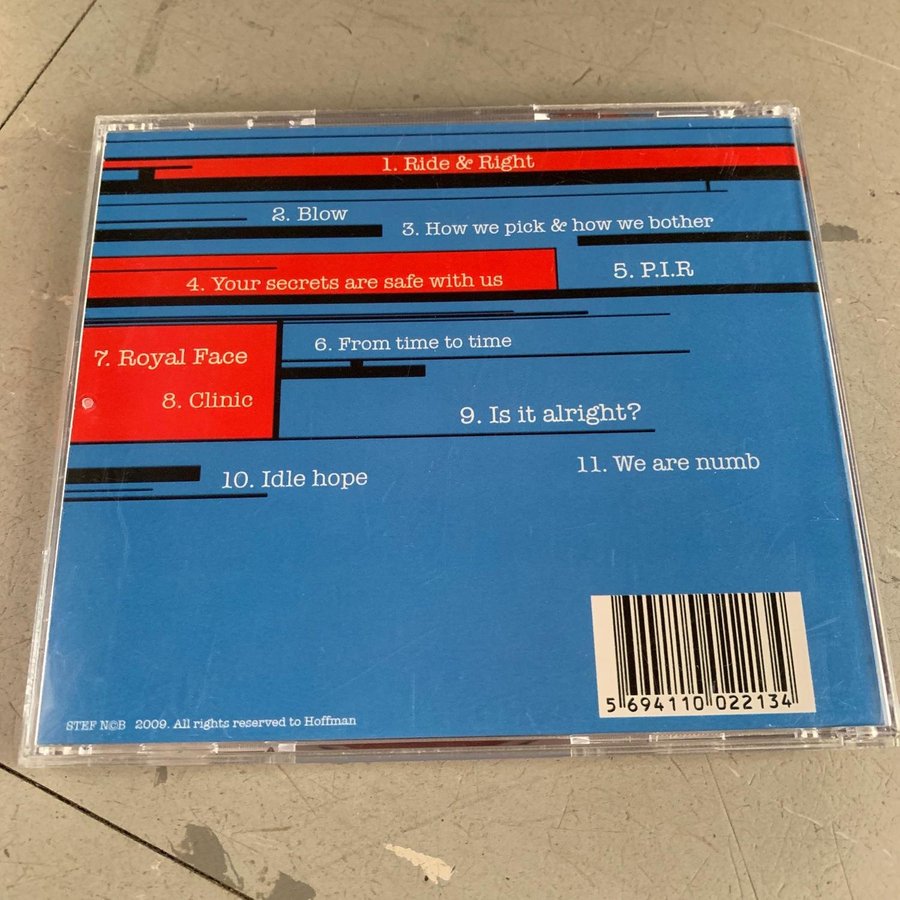 1. Ride & Right
2. Blow
3. How we pick & how we bother
4. Your secrets are safe with us
5. P.I.R
6. From time to time
7. Royal Face
8. Clinic
9. Is it alright?
10. Idle hope
11. We are numb
5 694110 022134
STEF N©B 2009. All rights reserved to Hoffman